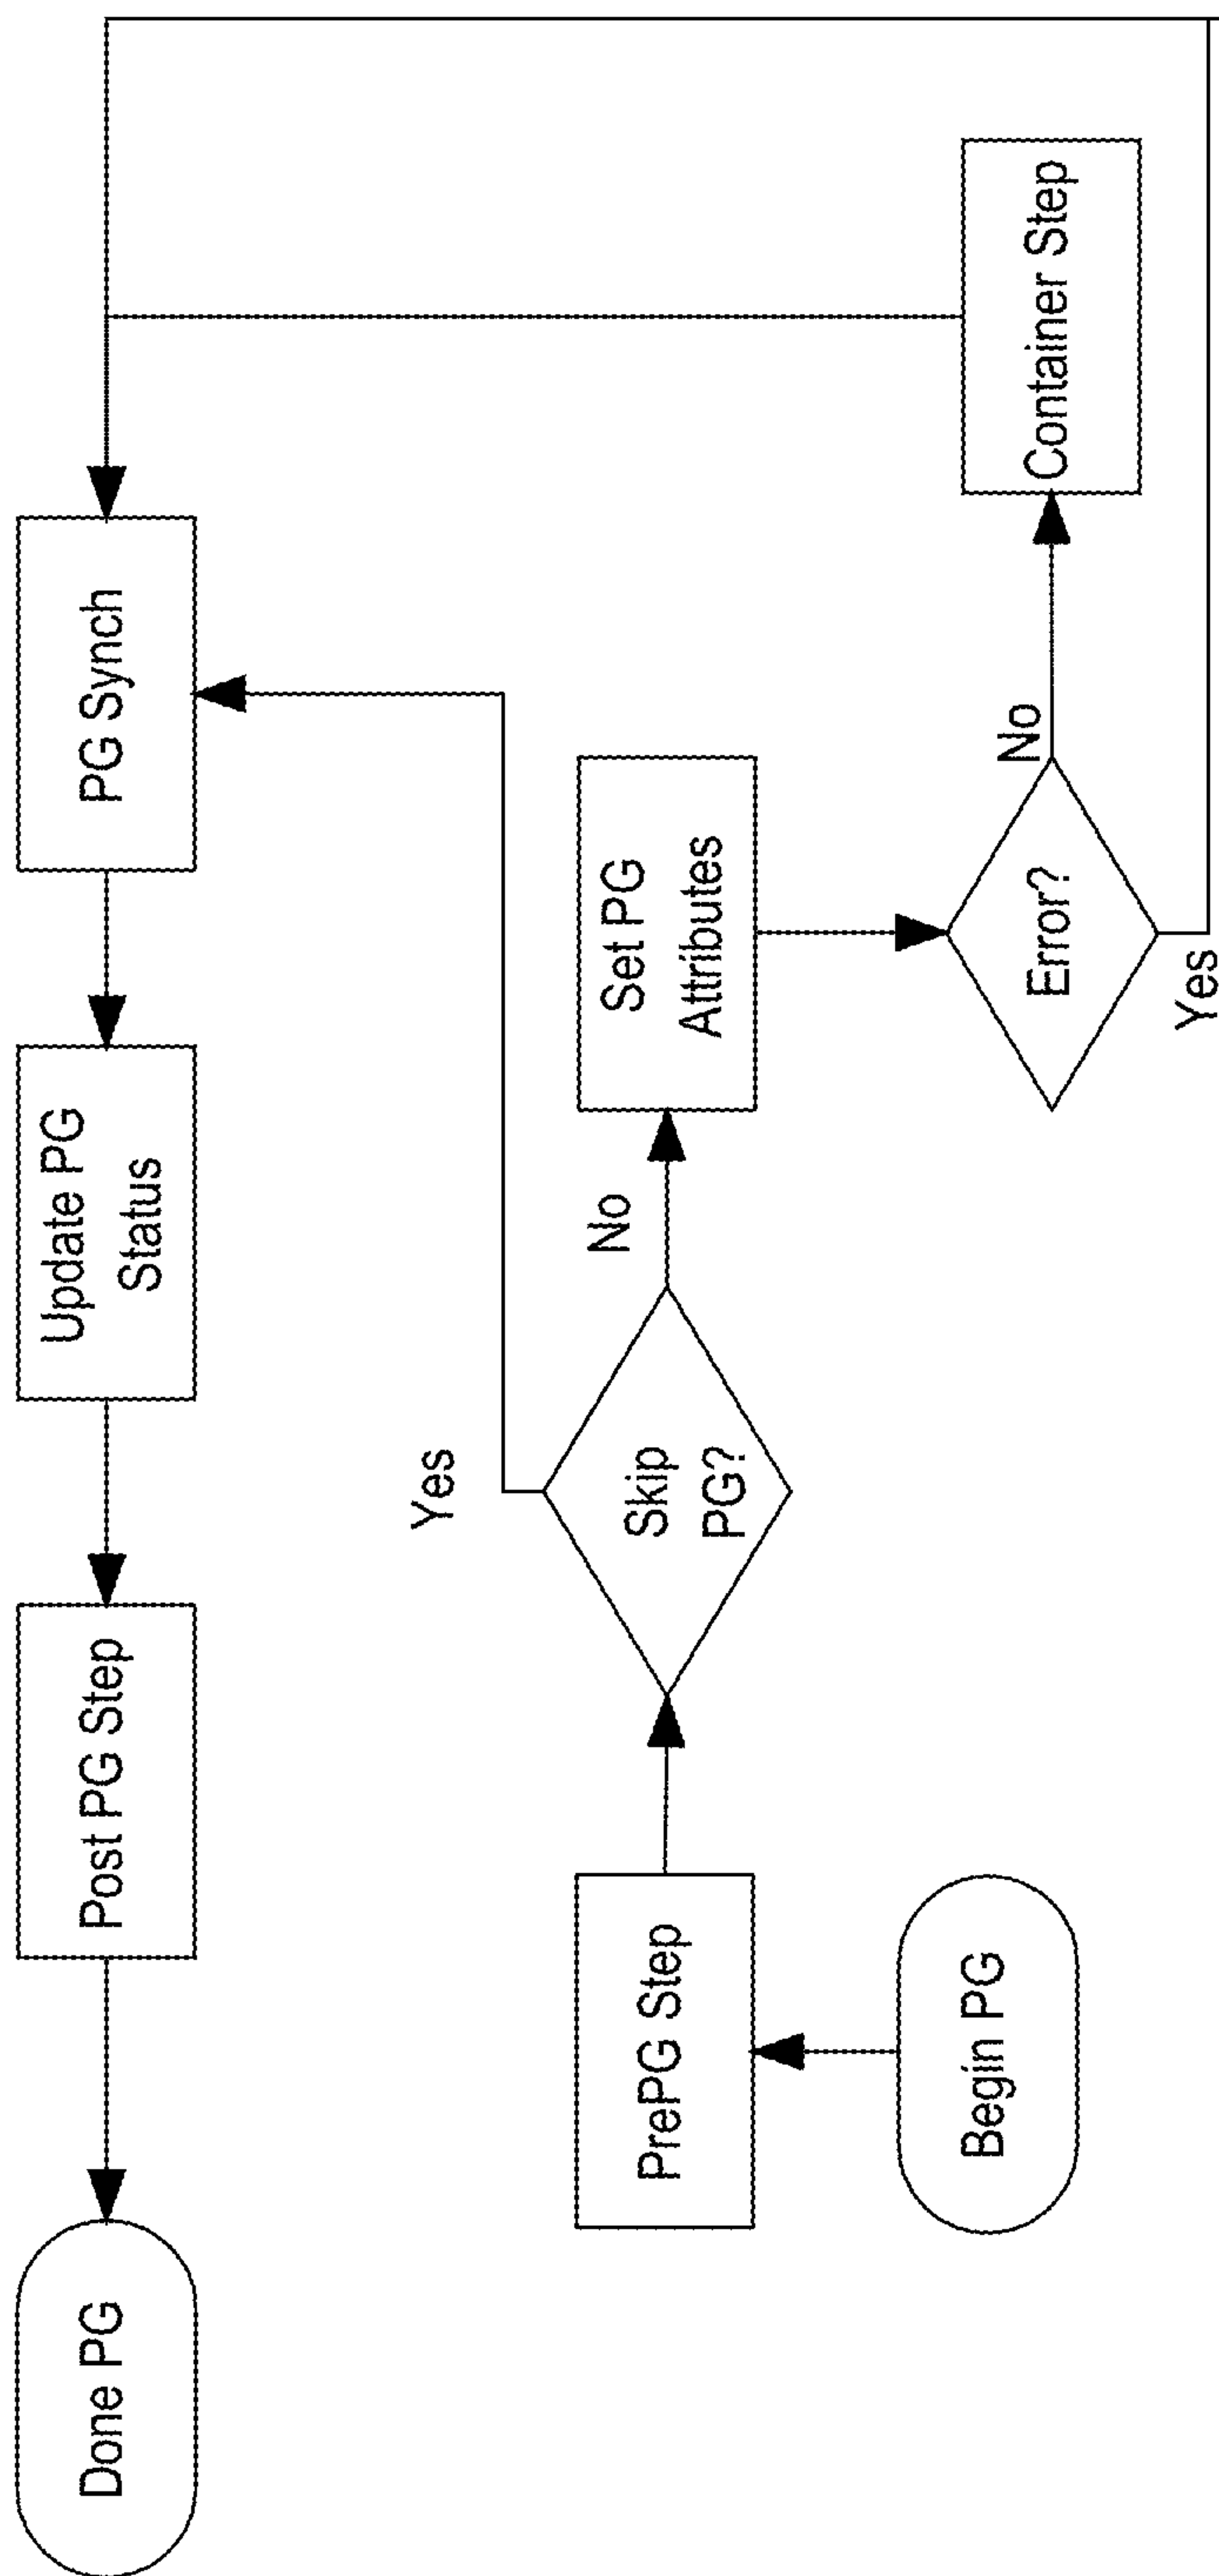 Done PG
Post PG Step
Update PG
Status
PG Synch
Yes
PrePG Step
Skip
PG?
No
Set PG
Attributes
Begin PG
Error?
No
Container Step
Yes